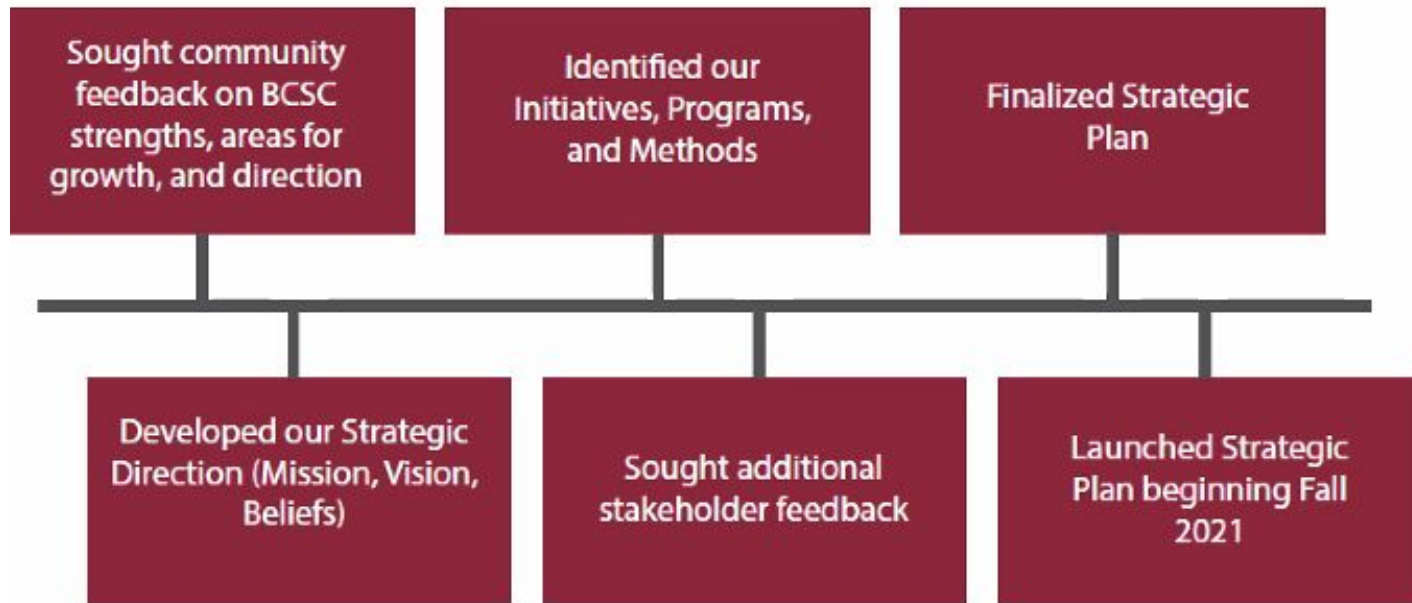 Sought community
feedback on BCSC
strengths, areas for
growth, and direction
Developed our Strategic
Direction (Mission, Vision,
Beliefs)
Identified our
Initiatives, Programs,
and Methods
Sought additional
stakeholder feedback
Finalized Strategic
Plan
Launched Strategic
Plan beginning Fall
2021